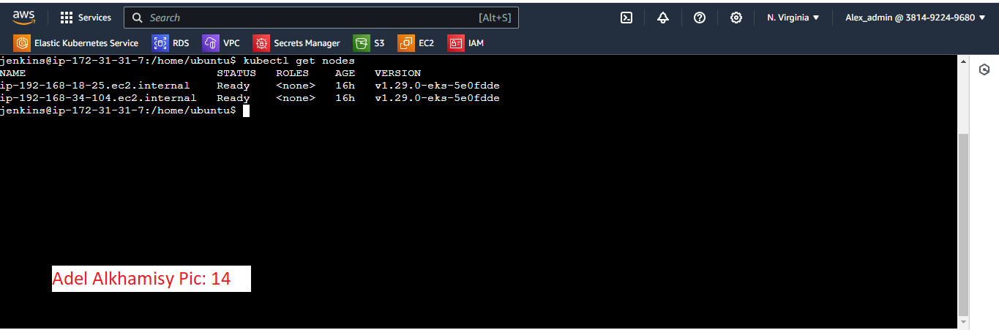 aws Services Search [Alt+S] N. Virginia Alex_admin @ 3814-9224-9680
Elastic Kubernetes Service RDS VPC Secrets Manager S3 EC2 IAM
jenkins@ip-172-31-31-7:/home/ubuntu$ kubectl get nodes
NAME STATUS ROLES AGE VERSION
ip-192-168-18-25.ec2.internal Ready <none> 16h v1.29.0-eks-5e0fdde
ip-192-168-34-104.ec2.internal Ready <none> 16h v1.29.0-eks-5e0fdde
jenkins@ip-172-31-31-7:/home/ubuntu$
Adel Alkhamisy Pic: 14